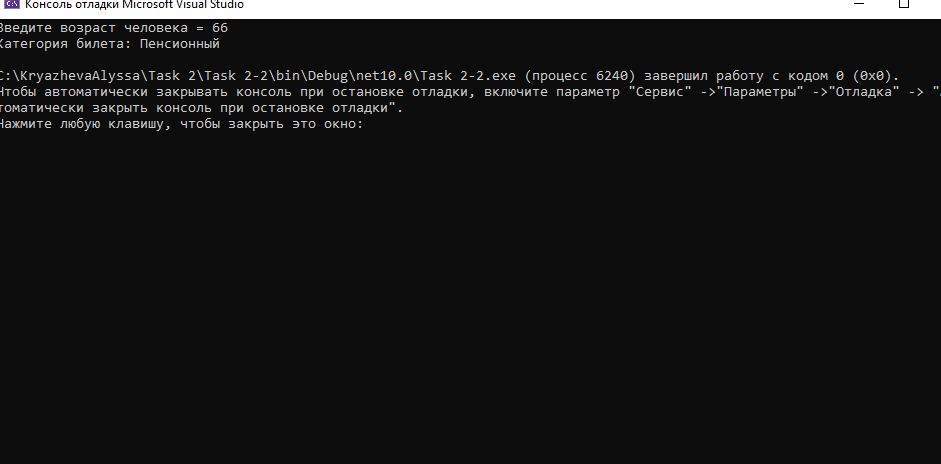 Консоль отладки Microsoft Visual Studio
Введите возраст человека = 66
Категория билета: Пенсионный
C:\KryazhevaAlyssa\Task 2\Task 2-2\bin\Debug\net10.0\Task 2-2.exe (процесс 6240) завершил работу с кодом 0 (0x0).
Чтобы автоматически закрывать консоль при остановке отладки, включите параметр "Сервис" ->"Параметры" ->"Отладка" -> "
томатически закрыть консоль при остановке отладки".
Нажмите любую клавишу, чтобы закрыть это окно: